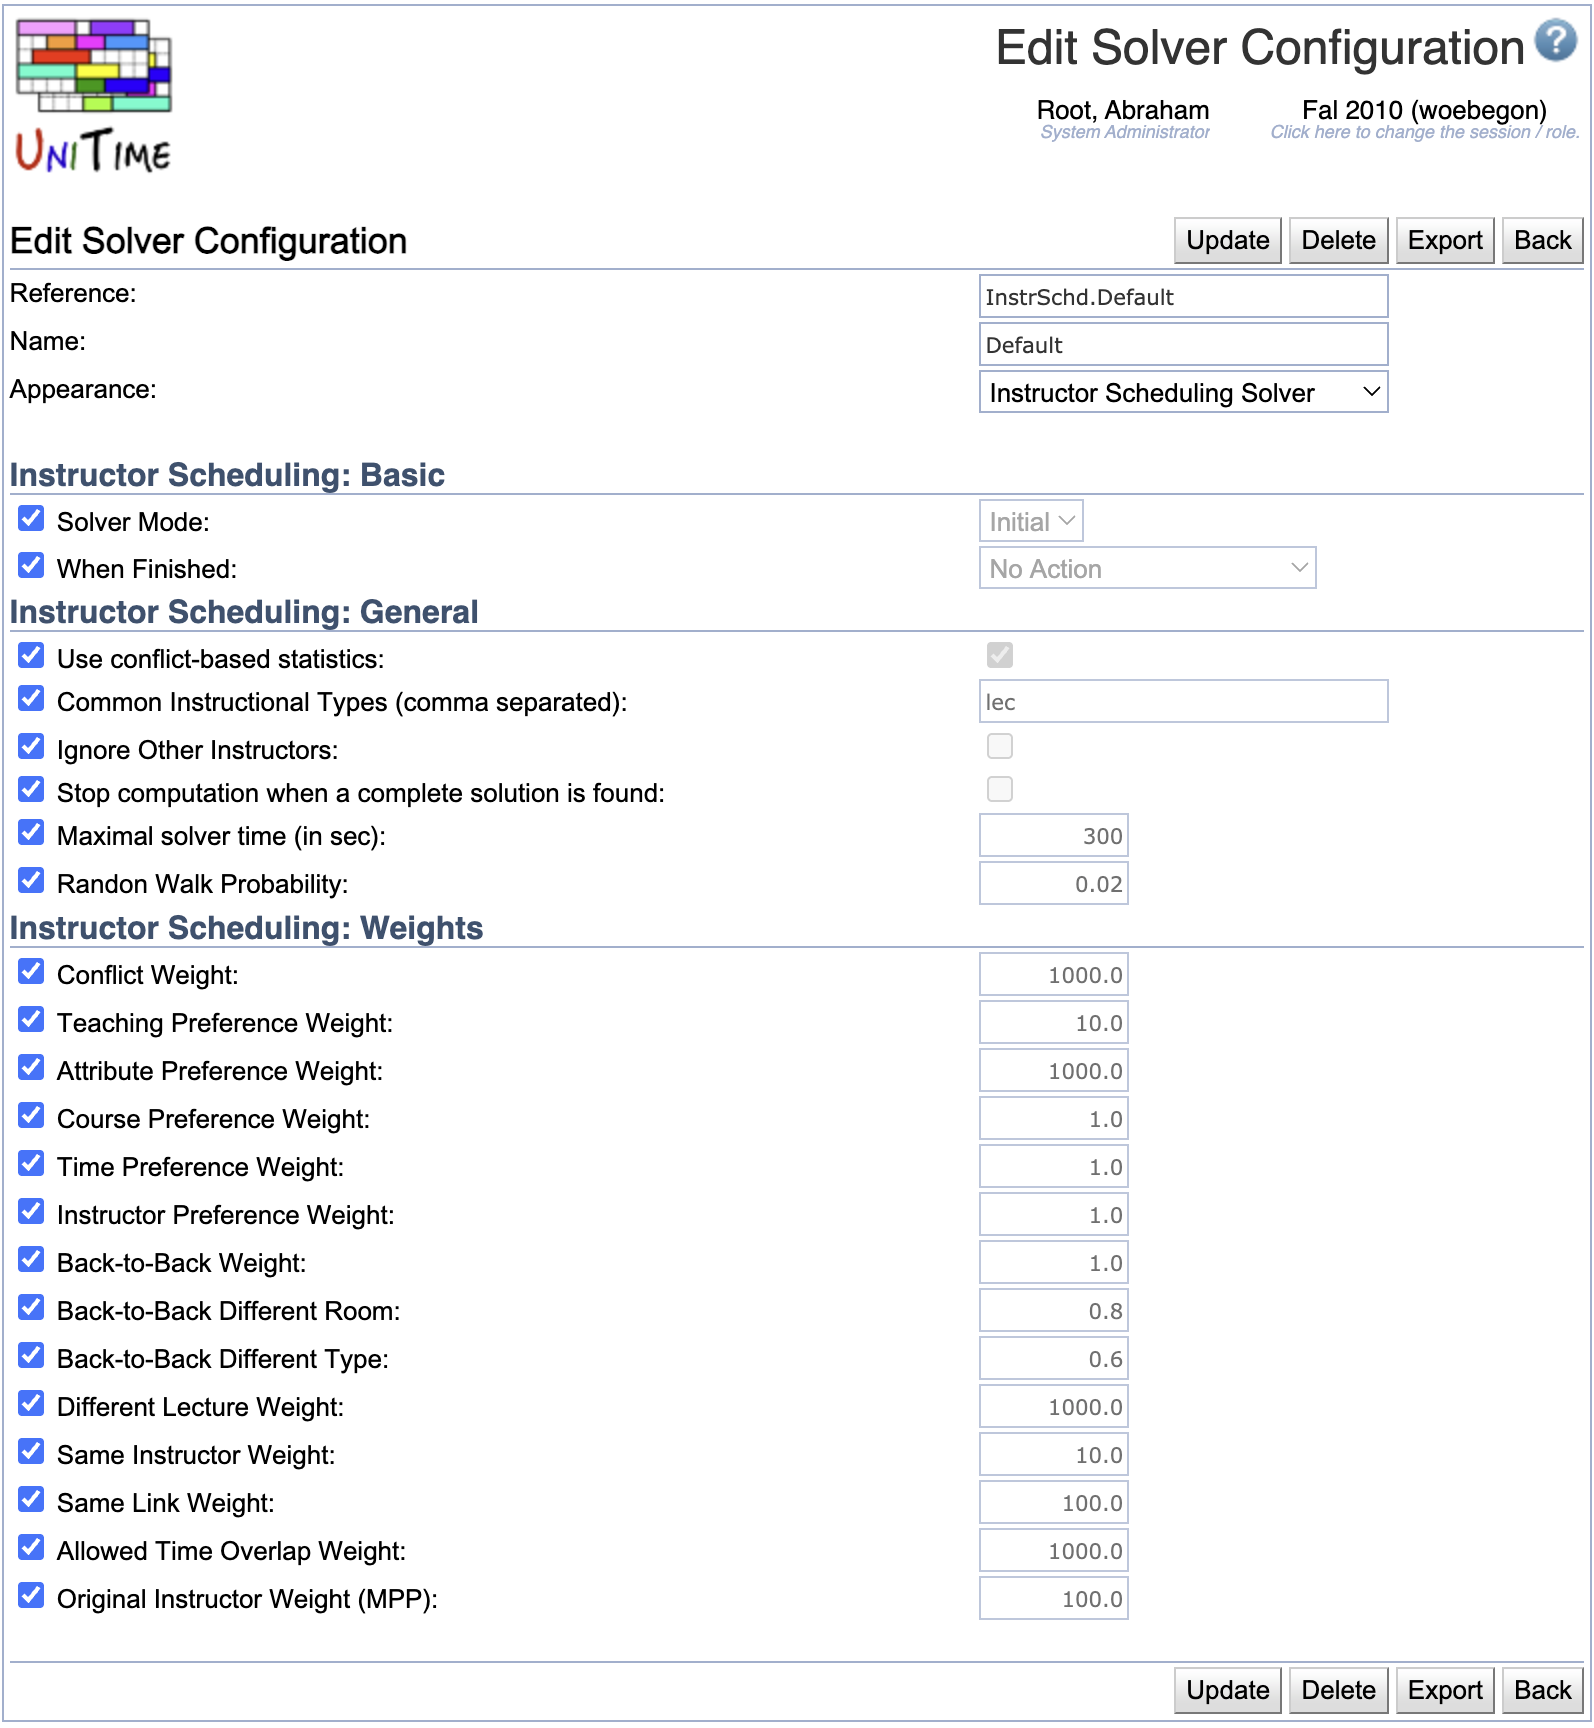 Edit Solver Configuration ?
Root, Abraham Fal 2010 (woebegon)
System Administrator Click here to change the session / role.
UNITIME
Edit Solver Configuration Update Delete Export Back
Reference: InstrSchd.Default
Name: Default
Appearance: Instructor Scheduling Solver
Instructor Scheduling: Basic
Solver Mode: Initial
When Finished: No Action
Instructor Scheduling: General
Use conflict-based statistics:
Common Instructional Types (comma separated): lec
Ignore Other Instructors:
Stop computation when a complete solution is found:
Maximal solver time (in sec): 300
Randon Walk Probability: 0.02
Instructor Scheduling: Weights
Conflict Weight: 1000.0
Teaching Preference Weight: 10.0
Attribute Preference Weight: 1000.0
Course Preference Weight: 1.0
Time Preference Weight: 1.0
Instructor Preference Weight: 1.0
Back-to-Back Weight: 1.0
Back-to-Back Different Room: 0.8
Back-to-Back Different Type: 0.6
Different Lecture Weight: 1000.0
Same Instructor Weight: 10.0
Same Link Weight: 100.0
Allowed Time Overlap Weight: 1000.0
Original Instructor Weight (MPP): 100.0
Update Delete Export Back